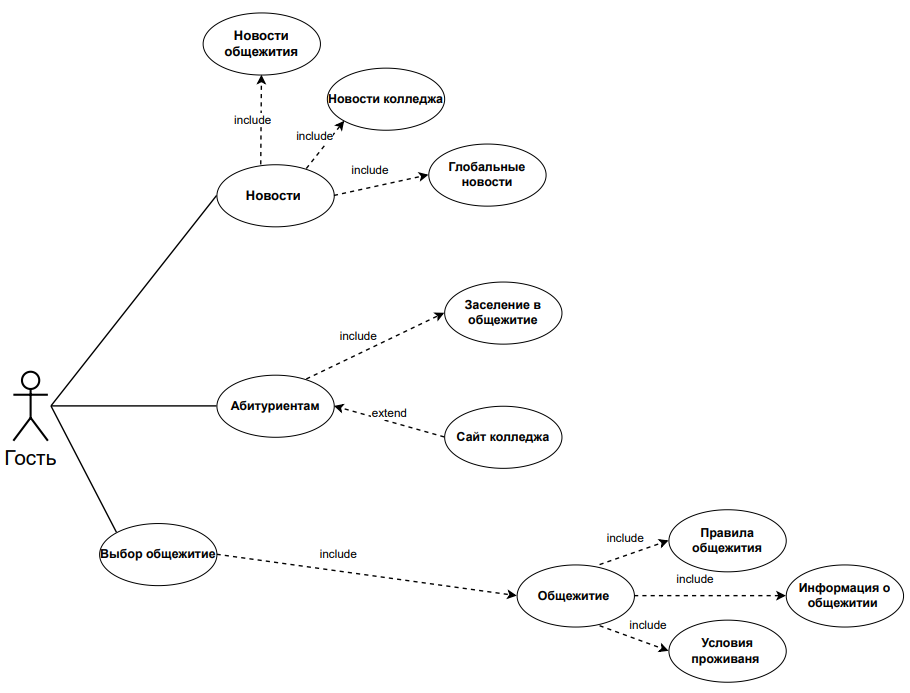 Новости
общежития
include
Новости колледжа
include
include
Глобальные
новости
Новости
Заселение в
общежитие
include
Абитуриентам
extend
Сайт колледжа
Гость
Выбор общежитие
include
Общежитие
include
Правила
общежития
include
Информация о
общежитии
include
Условия
проживаня